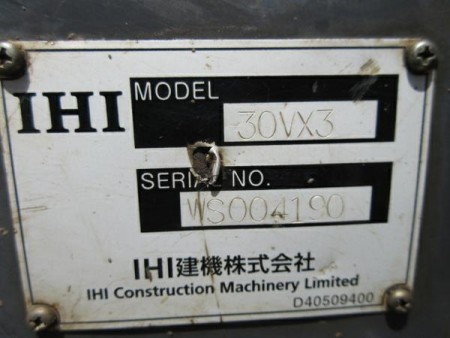 IHI
MODEL
30VX3
SERIAL NO.
WS004190
IHI建機株式会社
IHI Construction Machinery Limited
D40509400